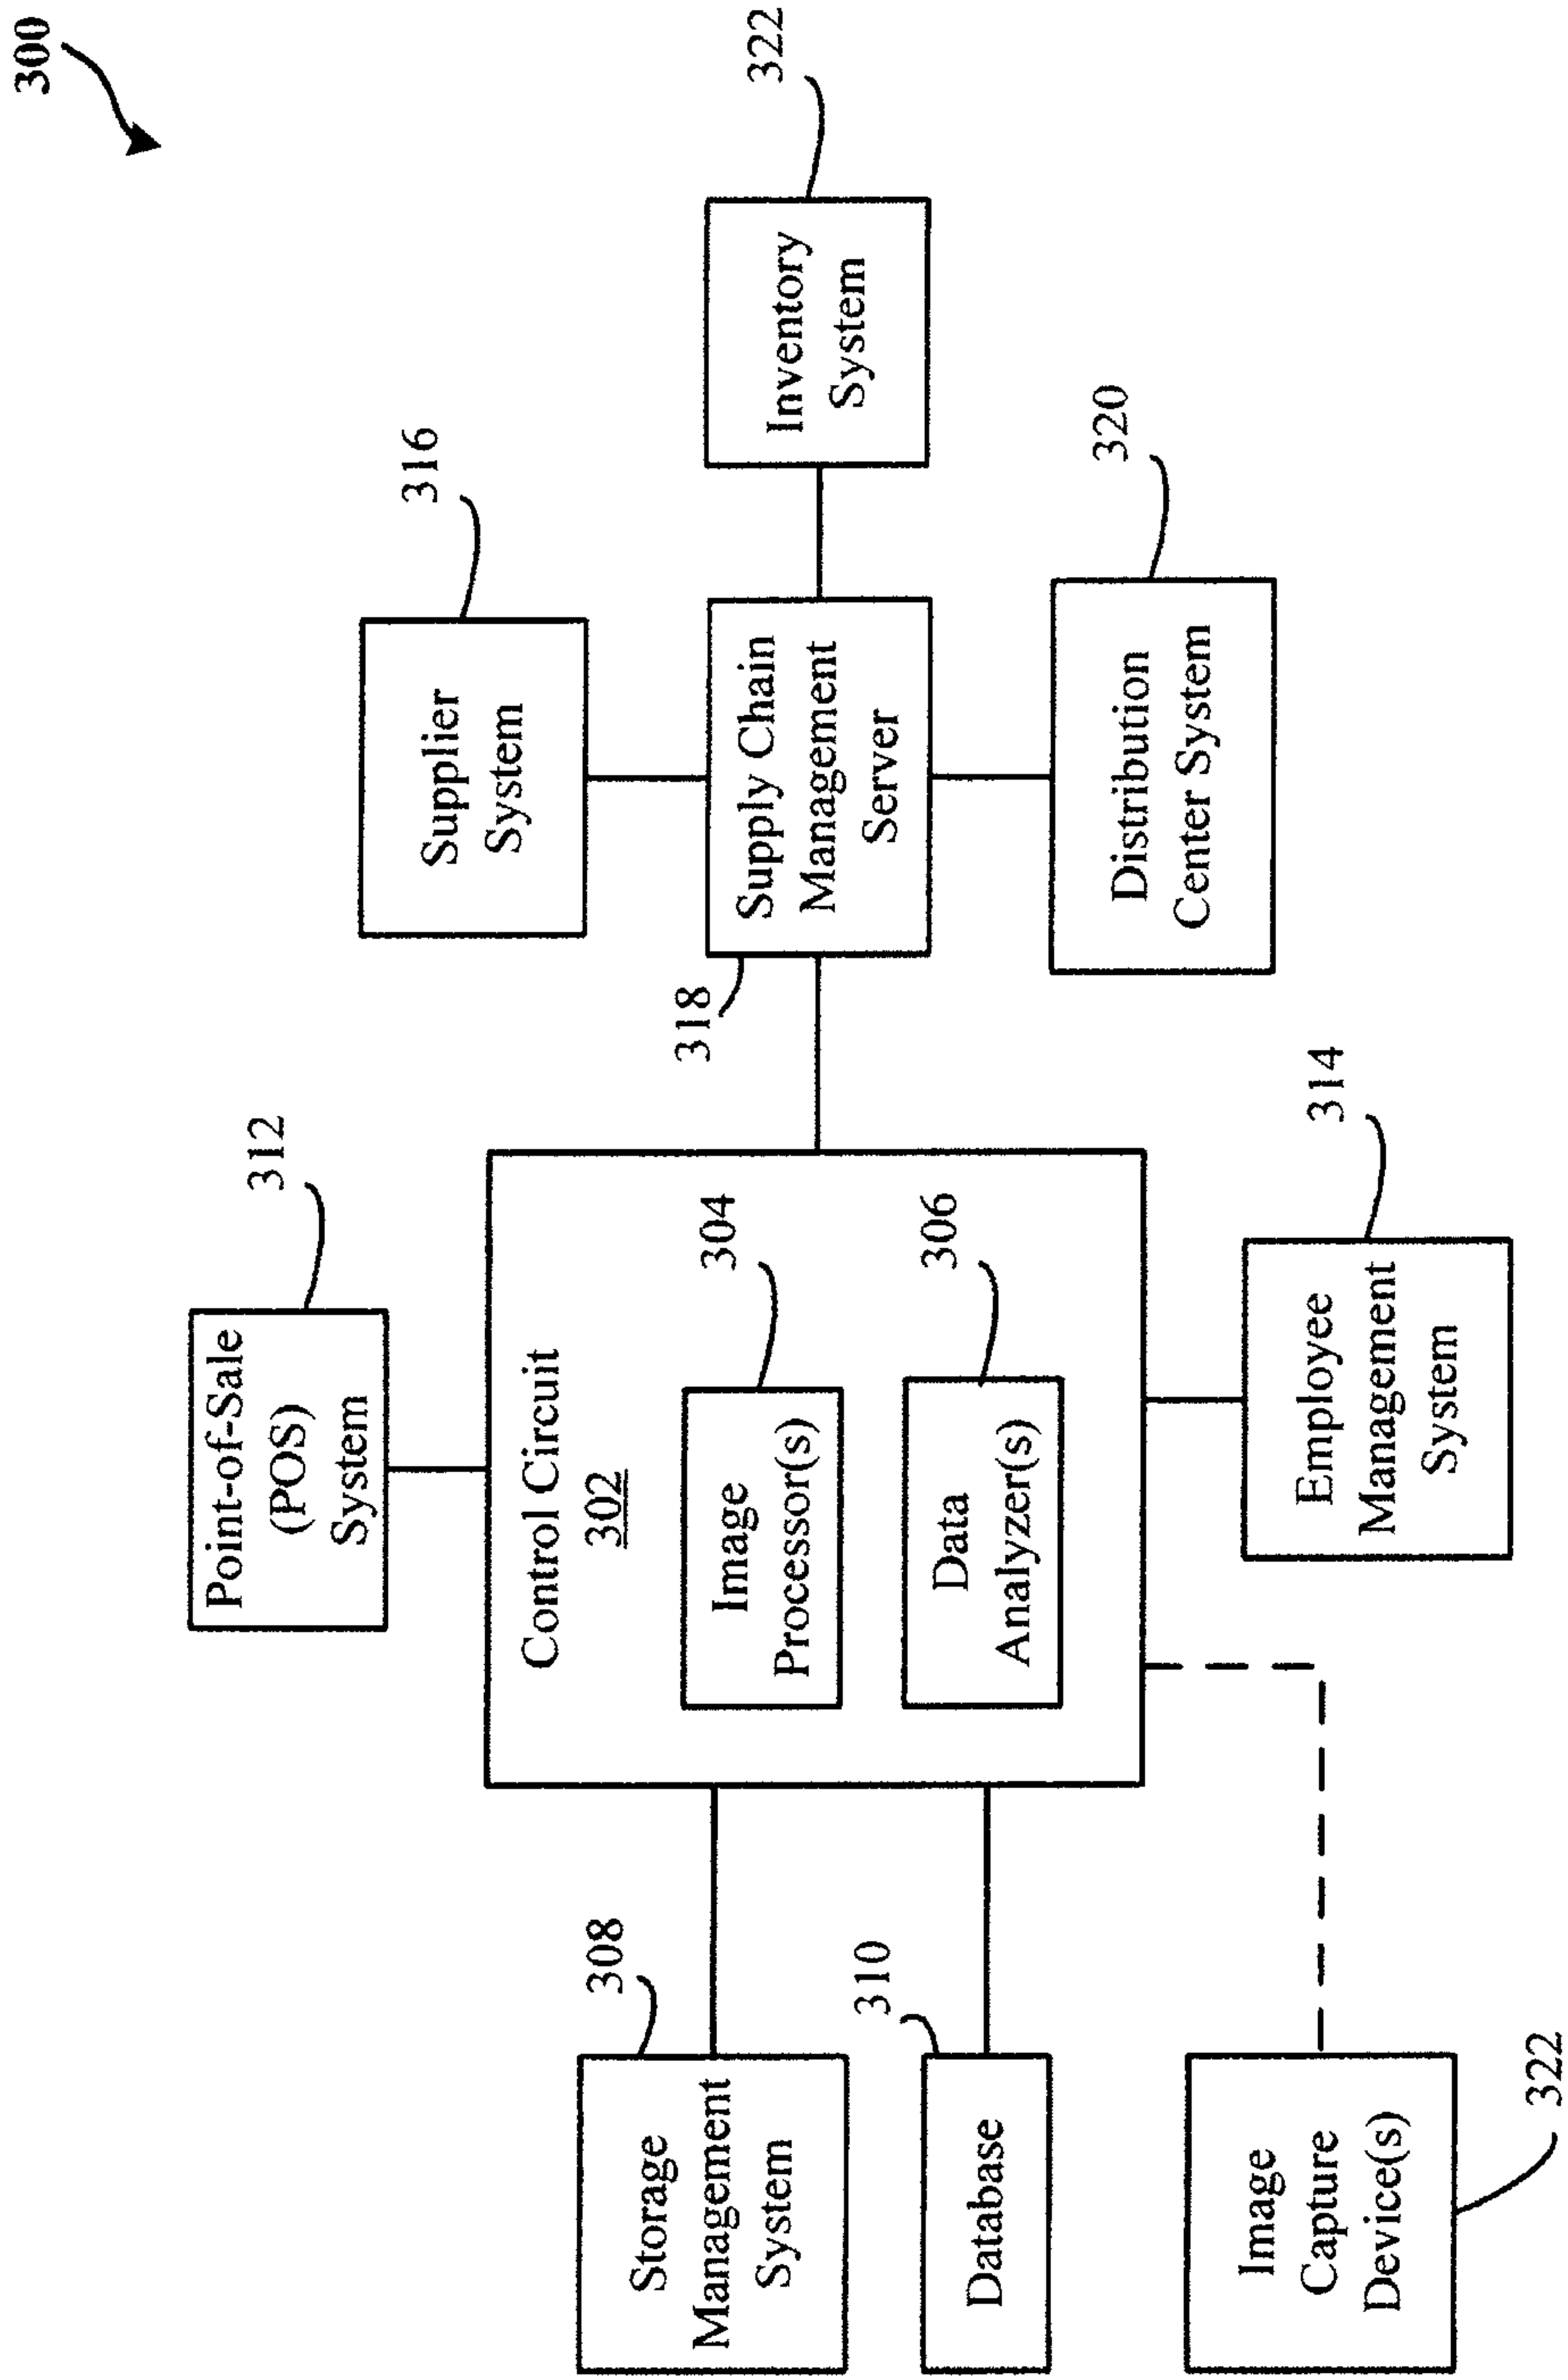 300
312
Point-of-Sale
(POS)
System
316
Supplier
System
308
Storage
Management
System
Control Circuit
302
304
Image
Processor(s)
318
Supply Chain
Management
Server
322
Inventory
System
310
Database
306
Data
Analyzer(s)
320
Distribution
Center System
Image
Capture
Device(s)
322
314
Employee
Management
System